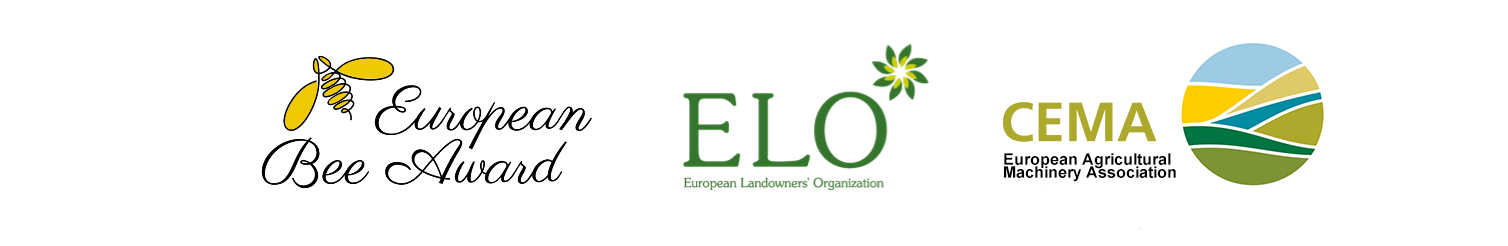 European
Bee Award
ELO
European Landowners' Organization
CEMA
European Agricultural
Machinery Association